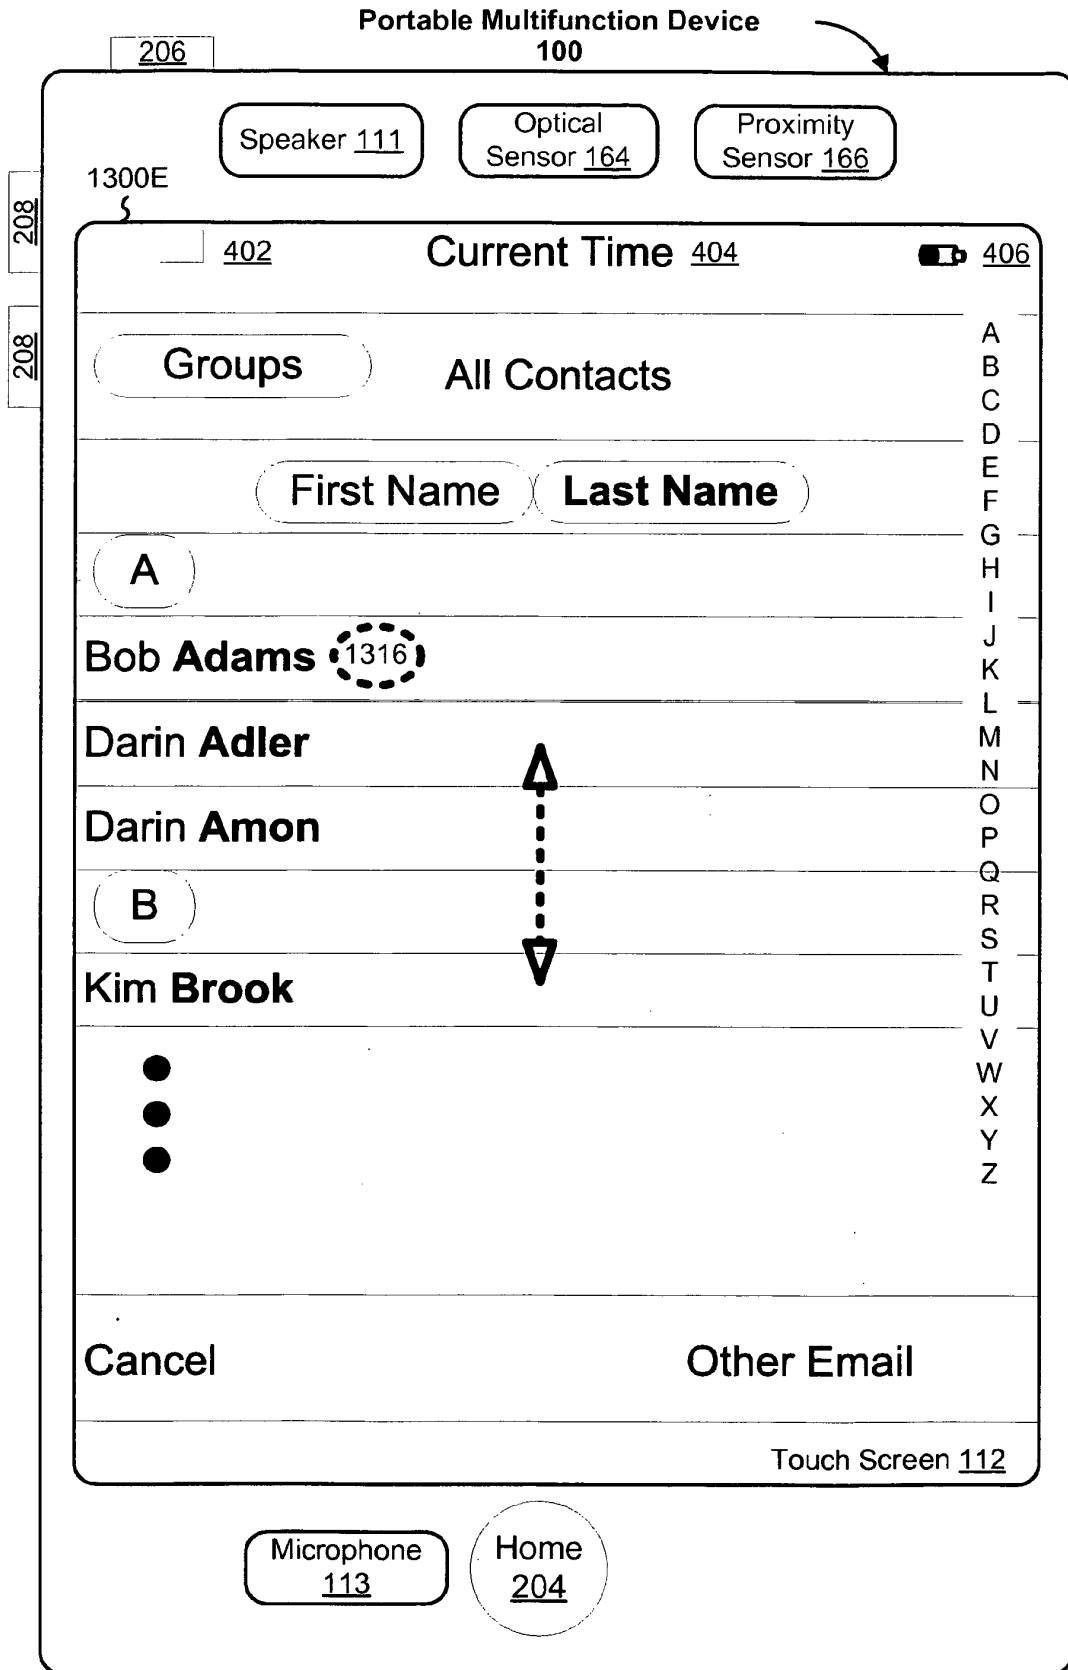 Portable Multifunction Device
100
206
Speaker 111
Optical
Sensor 164
Proximity
Sensor 166
1300E
208
208
402
Current Time 404
406
Groups
All Contacts
First Name
Last Name
A
Bob Adams
1316
Darin Adler
Darin Amon
B
Kim Brook
A
B
C
D
E
F
G
H
I
J
K
L
M
N
O
P
Q
R
S
T
U
V
W
X
Y
Z
Cancel
Other Email
Touch Screen 112
Microphone
113
Home
204